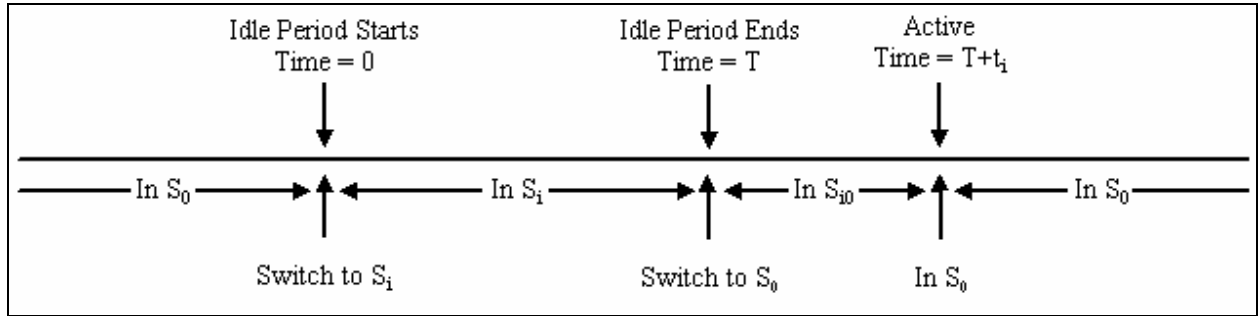 Idle Period Starts
Time = 0
Idle Period Ends
Time = T
Active
Time = T+tᵢ
In S₀
In Sᵢ
In Sᵢ₀
In S₀
Switch to Sᵢ
Switch to S₀
In S₀